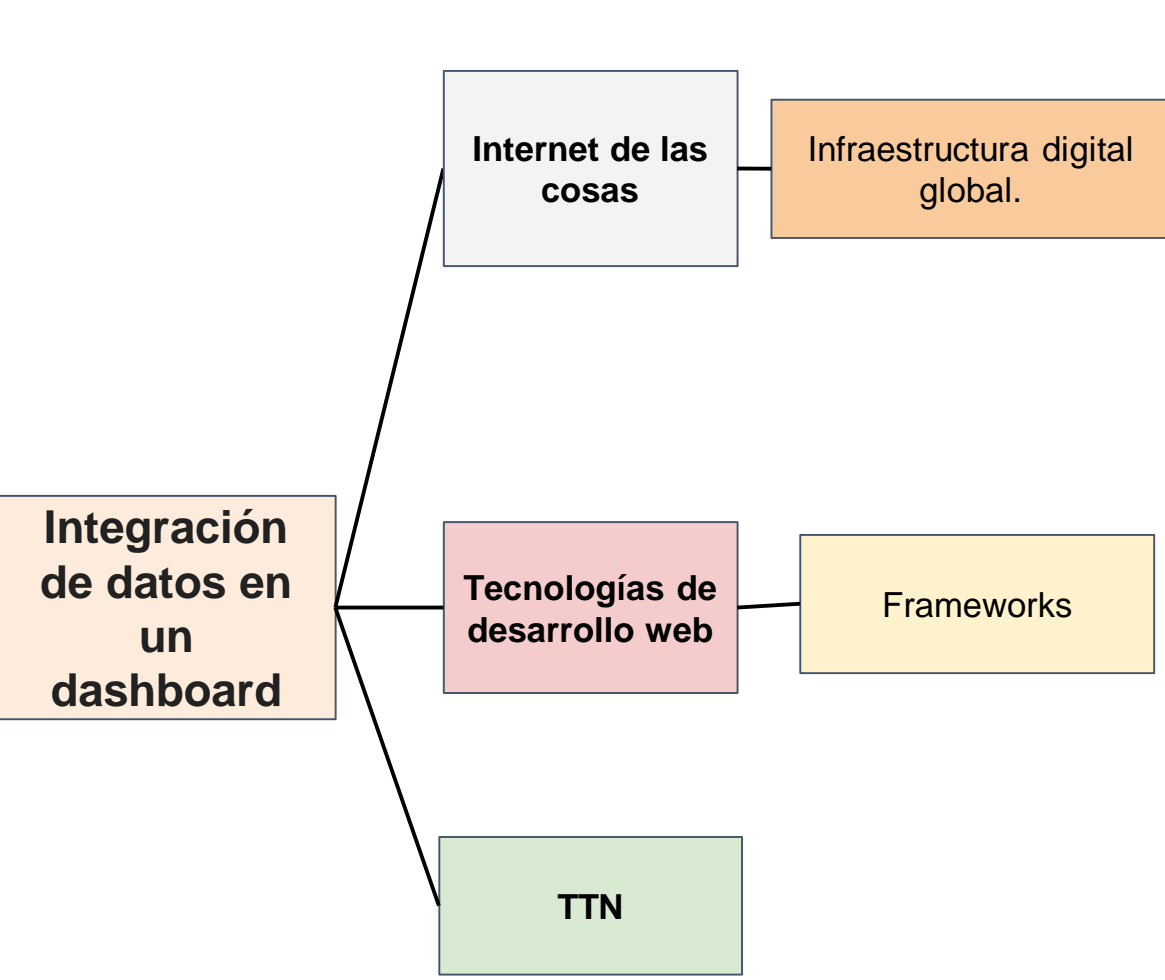 Internet de las
cosas
Infraestructura digital
global.
Integración
de datos en
un
dashboard
Tecnologías de
desarrollo web
Frameworks
TTN